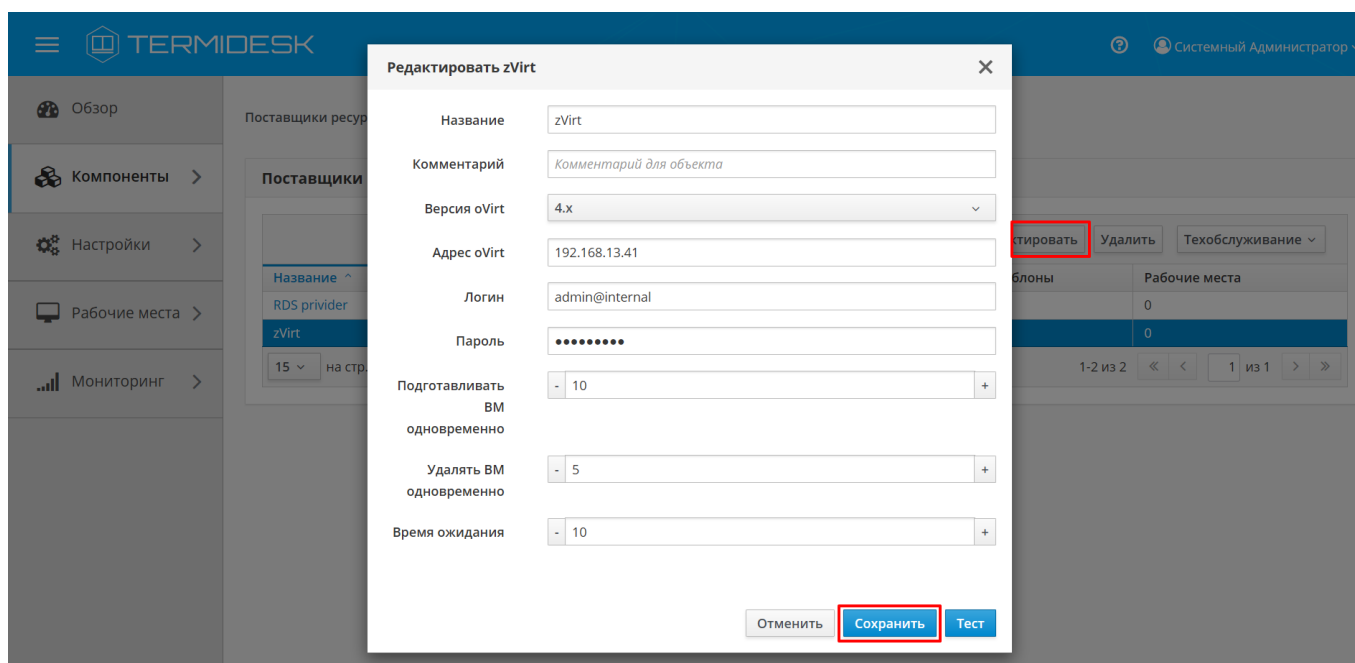 TERMIDESK
Системный Администратор
Редактировать zVirt
Обзор
Компоненты
Настройки
Рабочие места
Мониторинг
Поставщики ресур
Поставщики
Название
RDS privider
zVirt
15 на стр.
Название zVirt
Комментарий Комментарий для объекта
Версия oVirt 4.x
Адрес oVirt 192.168.13.41
Логин admin@internal
Пароль •••••••••
Подготавливать
ВМ
одновременно
- 10 +
Удалять ВМ
одновременно
- 5 +
Время ожидания - 10 +
Отменить Сохранить Тест
ктировать Удалить Техобслуживание
блоны Рабочие места
0
0
1-2 из 2 « < 1 из 1 > »